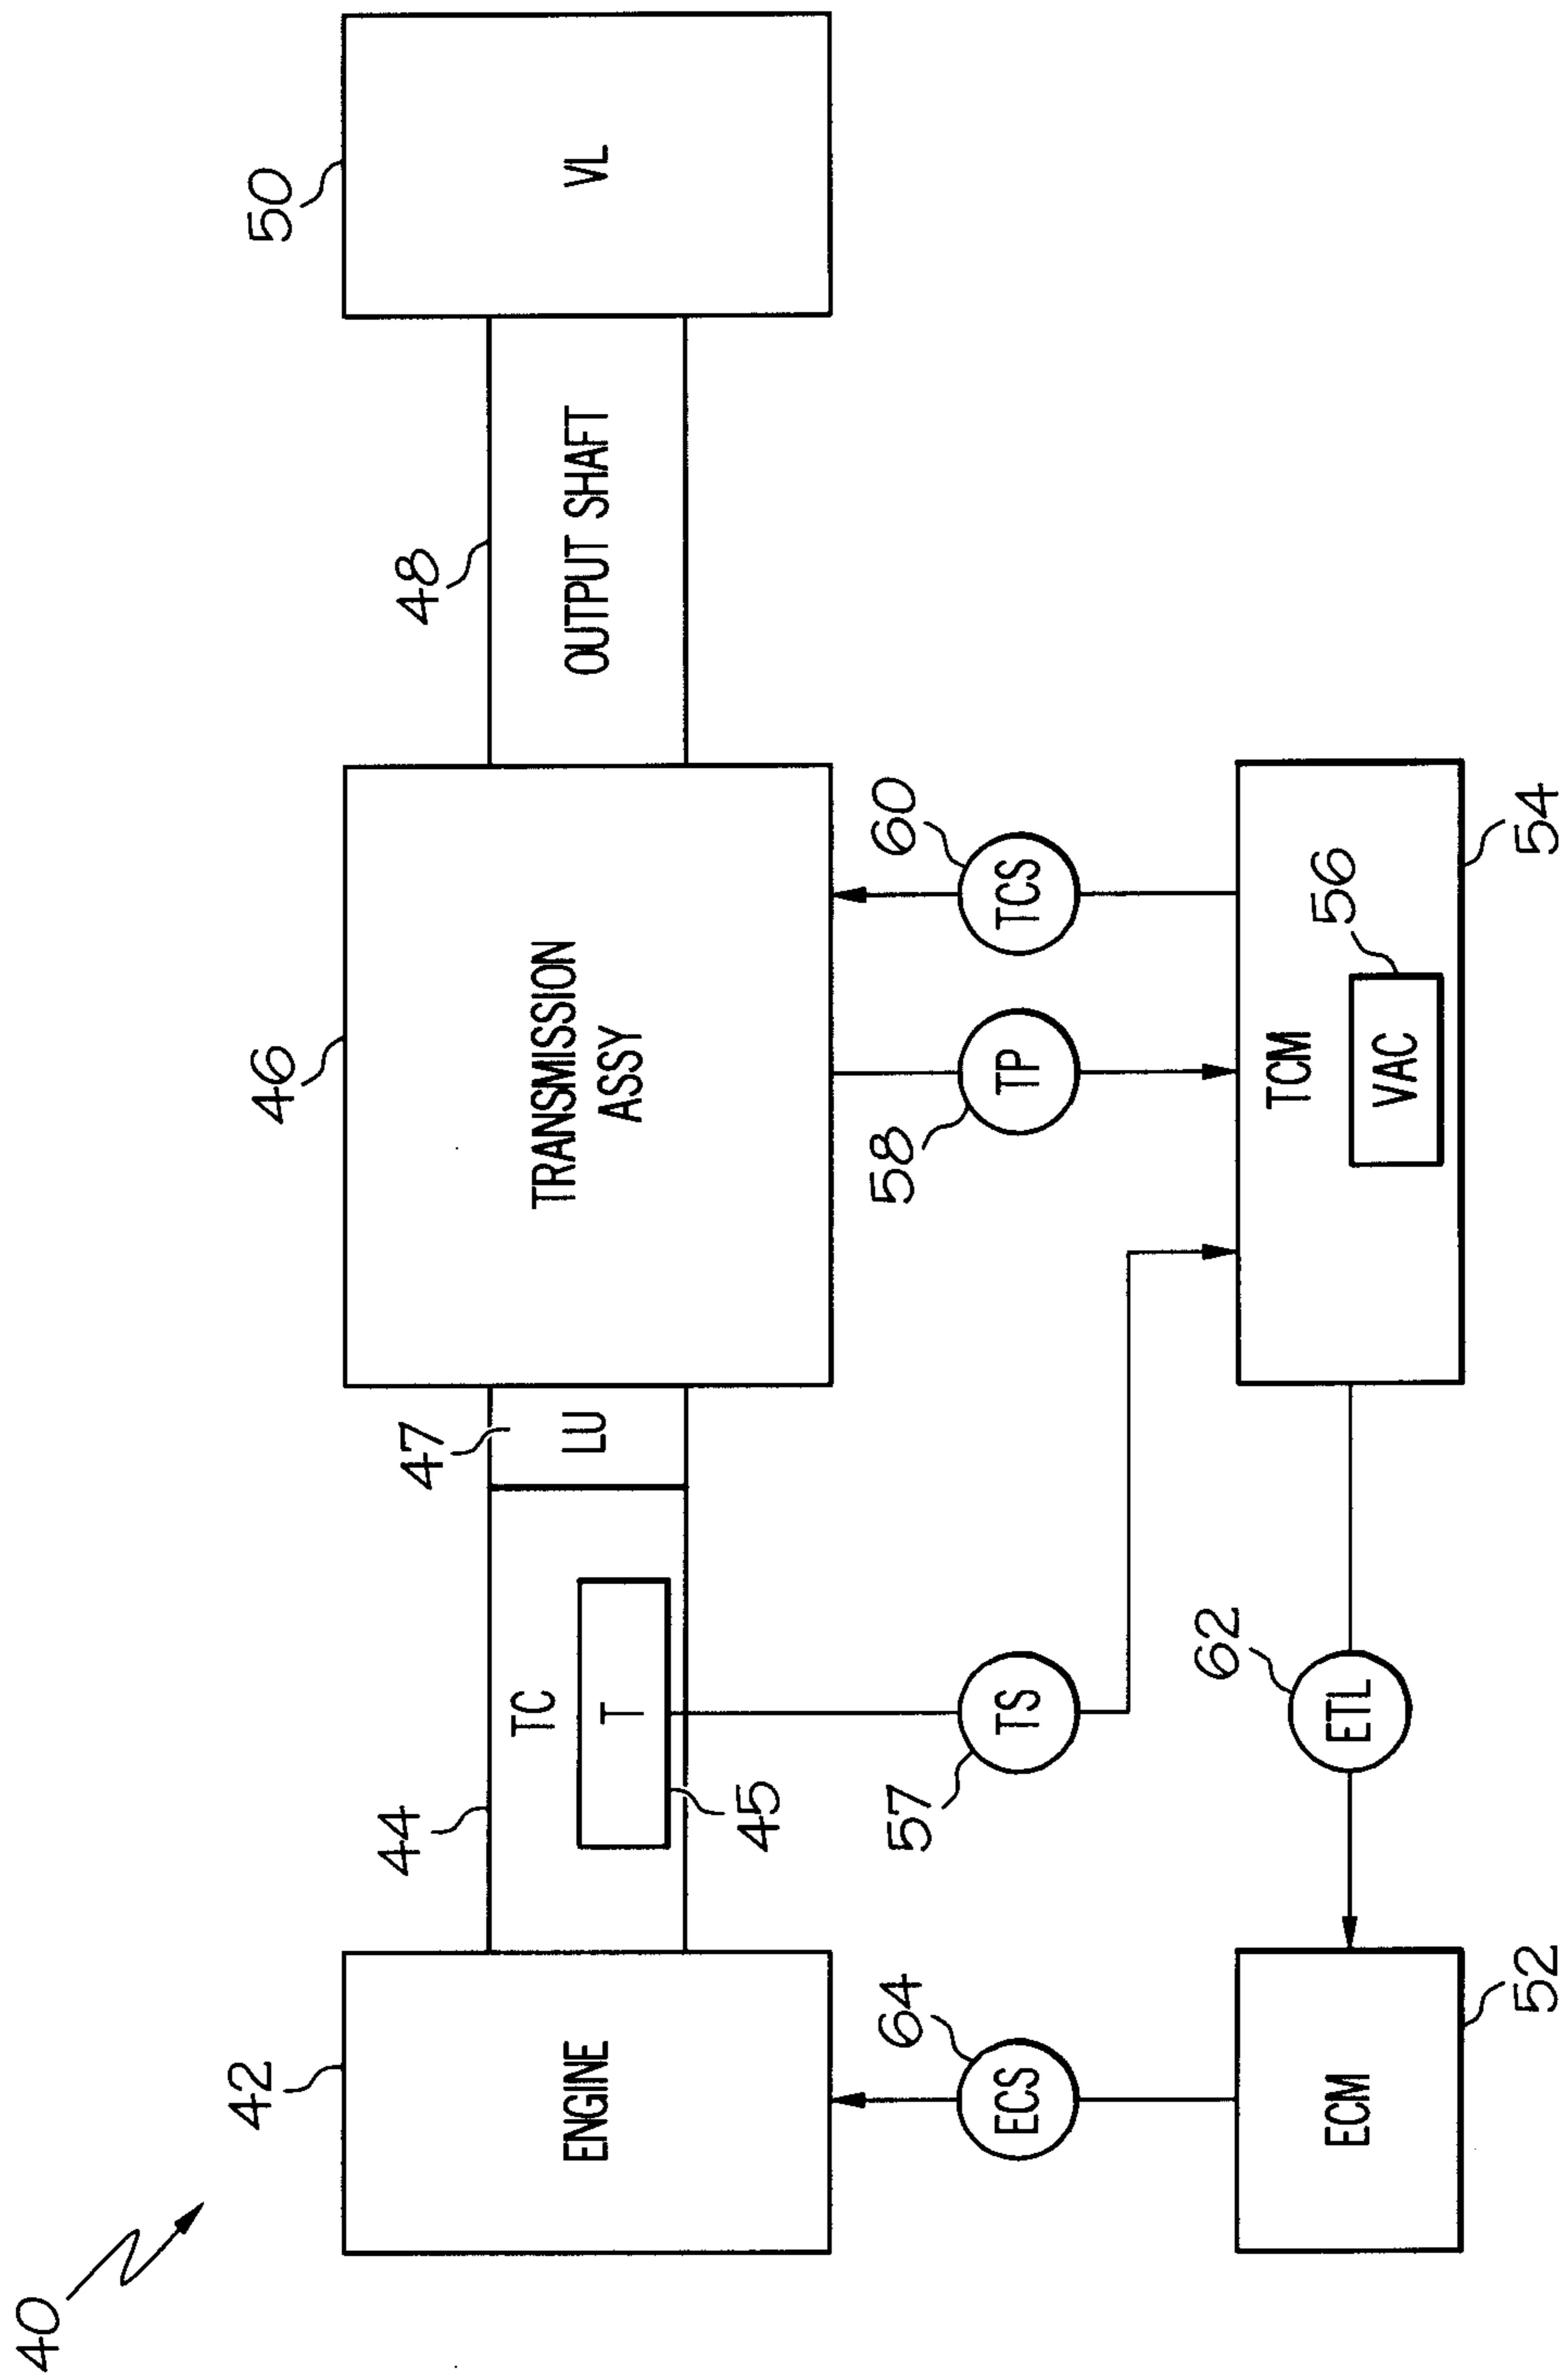 40
42
44
47
46
48
50
ENGINE
TC
T
45
LU
TRANSMISSION
ASSY
OUTPUT SHAFT
VL
64
ECS
57
TS
58
TP
60
TCS
62
ETL
ECM
52
TCM
VAC
56
54